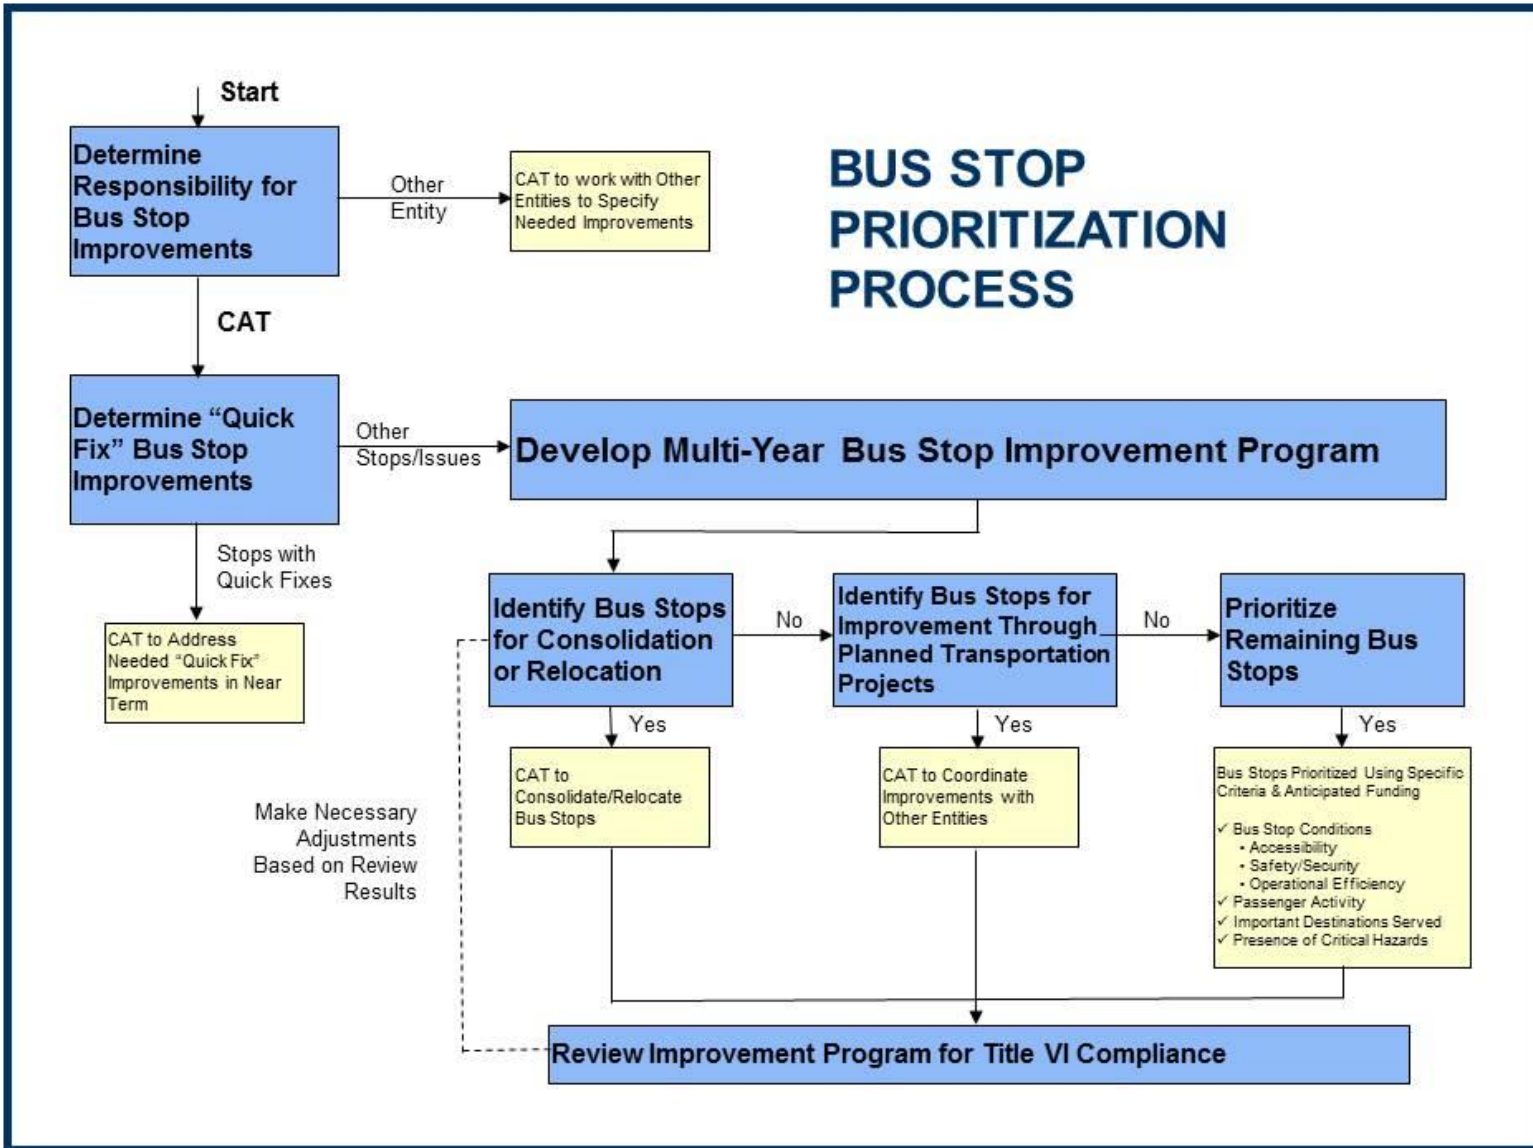 Start
BUS STOP
PRIORITIZATION
PROCESS
Determine
Responsibility for
Bus Stop
Improvements
Other
Entity
CAT to work with Other
Entities to Specify
Needed Improvements
CAT
Determine “Quick
Fix” Bus Stop
Improvements
Other
Stops/Issues
Develop Multi-Year Bus Stop Improvement Program
Stops with
Quick Fixes
CAT to Address
Needed “Quick Fix”
Improvements in Near
Term
Identify Bus Stops
for Consolidation
or Relocation
No
Identify Bus Stops for
Improvement Through
Planned Transportation
Projects
No
Prioritize
Remaining Bus
Stops
Yes
Yes
Yes
CAT to
Consolidate/Relocate
Bus Stops
CAT to Coordinate
Improvements with
Other Entities
Bus Stops Prioritized Using Specific
Criteria & Anticipated Funding
✓ Bus Stop Conditions
• Accessibility
• Safety/Security
• Operational Efficiency
✓ Passenger Activity
✓ Important Destinations Served
✓ Presence of Critical Hazards
Make Necessary
Adjustments
Based on Review
Results
Review Improvement Program for Title VI Compliance